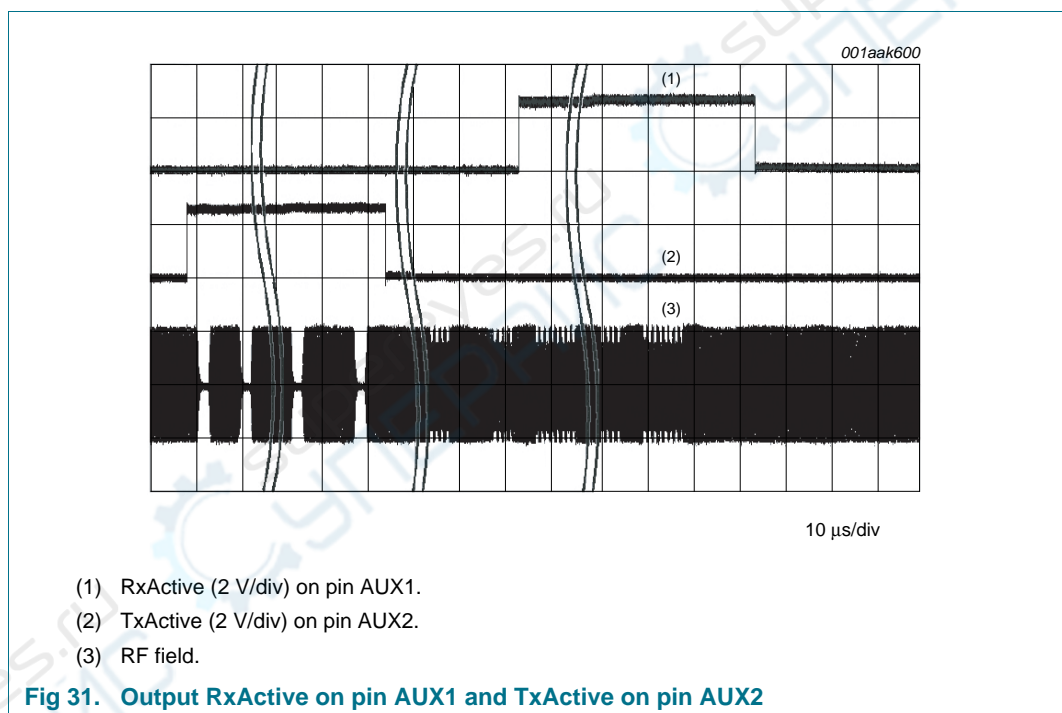 001aak600
(1)
(2)
(3)
10 μs/div
(1) RxActive (2 V/div) on pin AUX1.
(2) TxActive (2 V/div) on pin AUX2.
(3) RF field.
Fig 31. Output RxActive on pin AUX1 and TxActive on pin AUX2